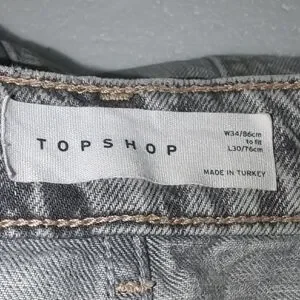 TOPSHOP
W34/86cm
to fit
L30/76cm
MADE IN TURKEY